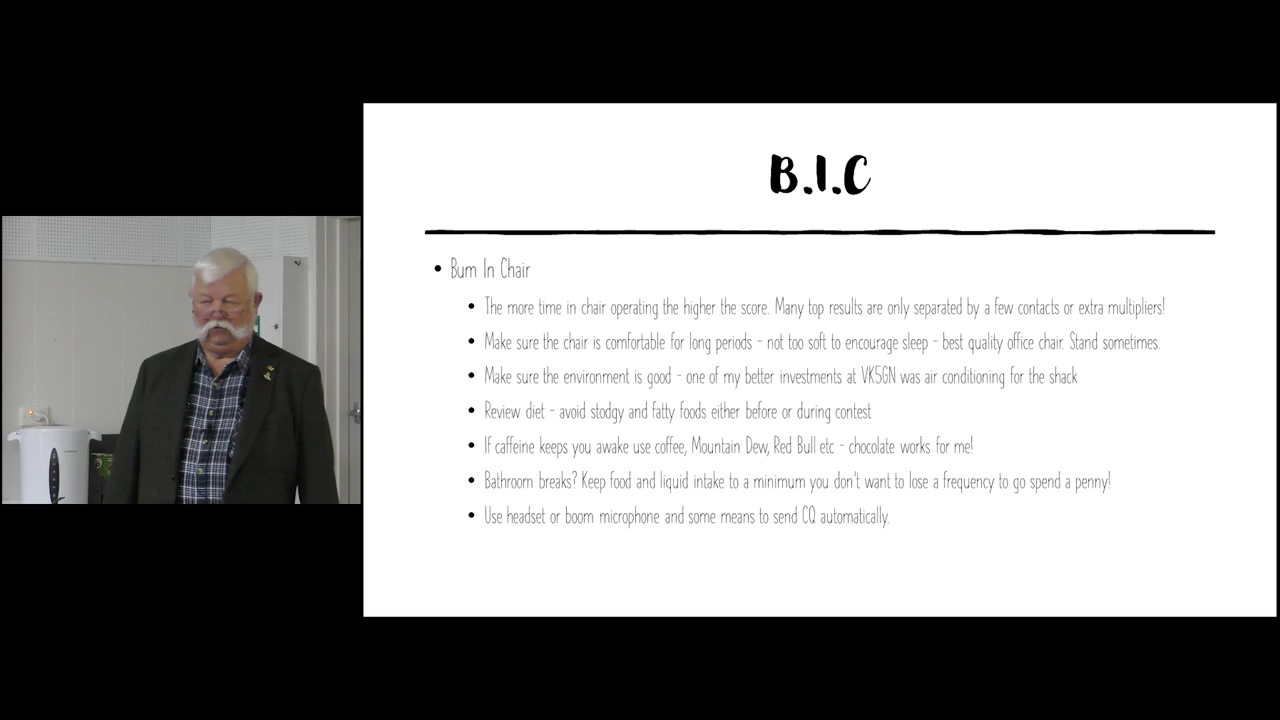 B.I.C
Bum In Chair
The more time in chair operating the higher the score. Many top results are only separated by a few contacts or extra multipliers!
Make sure the chair is comfortable for long periods - not too soft to encourage sleep - best quality office chair. Stand sometimes.
Make sure the environment is good - one of my better investments at VK5GN was air conditioning for the shack
Review diet - avoid stodgy and fatty foods either before or during contest
If caffeine keeps you awake use coffee, Mountain Dew, Red Bull etc - chocolate works for me!
Bathroom breaks? Keep food and liquid intake to a minimum you don't want to lose a frequency to go spend a penny!
Use headset or boom microphone and some means to send CQ automatically.